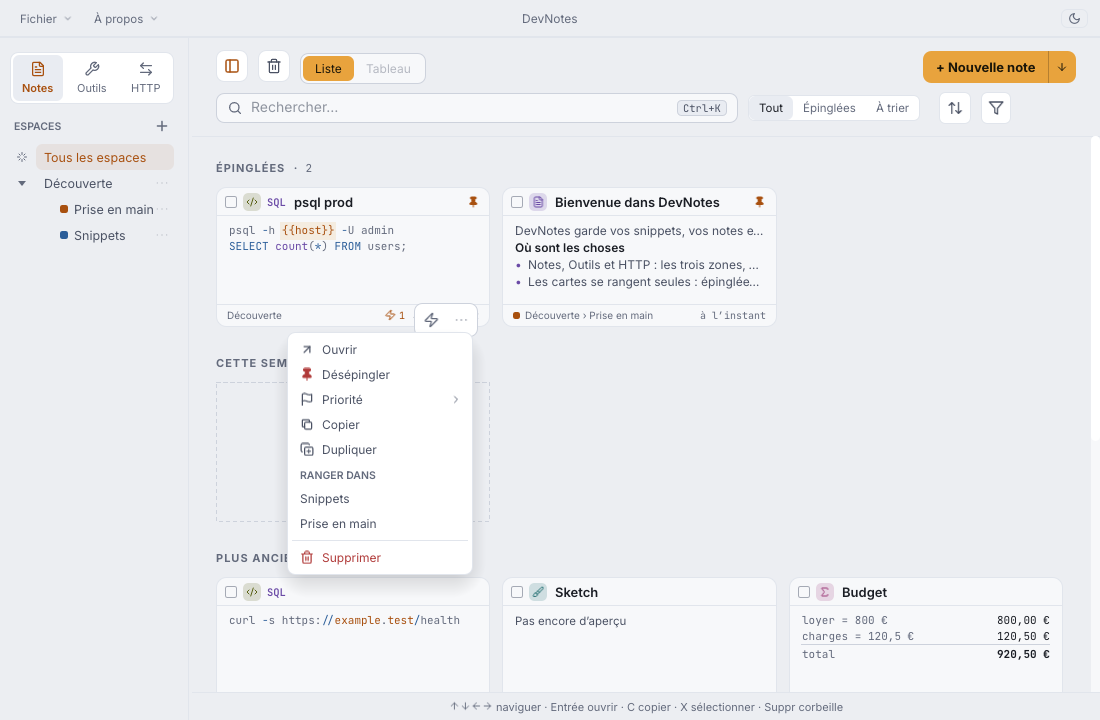 Fichier
À propos
DevNotes
Notes
Outils
HTTP
Liste
Tableau
+ Nouvelle note
Rechercher…
Ctrl+K
Tout
Épinglées
À trier
ESPACES
Tous les espaces
Découverte
Prise en main
Snippets
ÉPINGLÉES · 2
SQL psql prod
psql -h {{host}} -U admin
SELECT count(*) FROM users;
Découverte
1
Bienvenue dans DevNotes
DevNotes garde vos snippets, vos notes e…
Où sont les choses
• Notes, Outils et HTTP : les trois zones, …
• Les cartes se rangent seules : épinglée…
Découverte › Prise en main
à l’instant
CETTE SEM
Ouvrir
Désépingler
Priorité
Copier
Dupliquer
RANGER DANS
Snippets
Prise en main
Supprimer
PLUS ANCIE
SQL
curl -s https://example.test/health
Sketch
Pas encore d’aperçu
Budget
loyer = 800 € 800,00 €
charges = 120,5 € 120,50 €
total 920,50 €
↑↓←→ naviguer · Entrée ouvrir · C copier · X sélectionner · Suppr corbeille